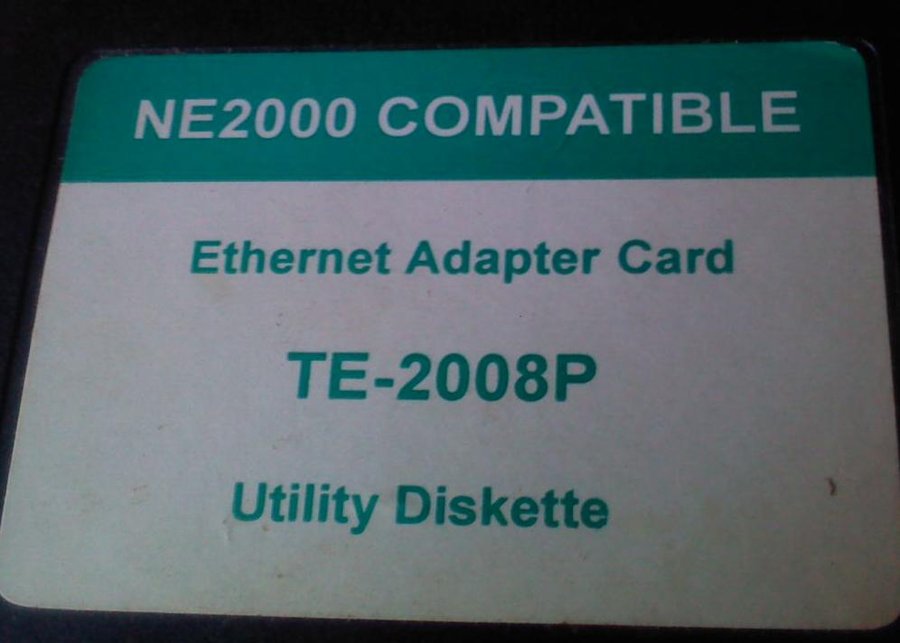 NE2000 COMPATIBLE
Ethernet Adapter Card
TE-2008P
Utility Diskette